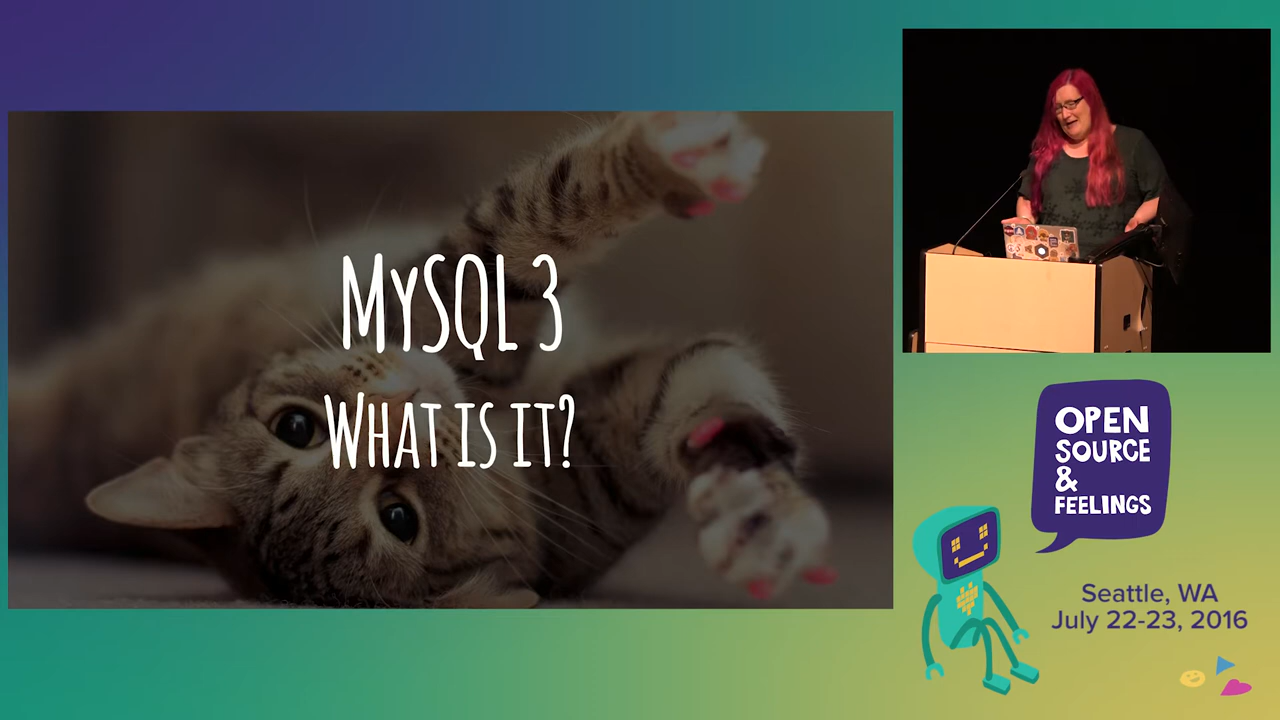 MySQL 3
What is it?
OPEN
SOURCE
&
FEELINGS
Seattle, WA
July 22-23, 2016